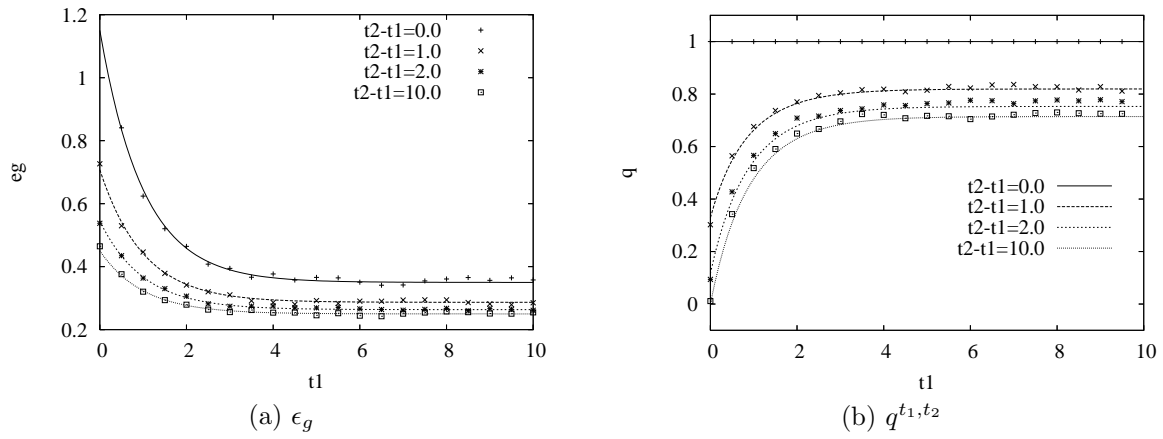 1.2
1
0.8
0.6
0.4
0.2
eg
0 2 4 6 8 10
t1
t2-t1=0.0
t2-t1=1.0
t2-t1=2.0
t2-t1=10.0
(a) ϵ_g
1
0.8
0.6
0.4
0.2
0
q
0 2 4 6 8 10
t1
t2-t1=0.0
t2-t1=1.0
t2-t1=2.0
t2-t1=10.0
(b) q^{t_1,t_2}